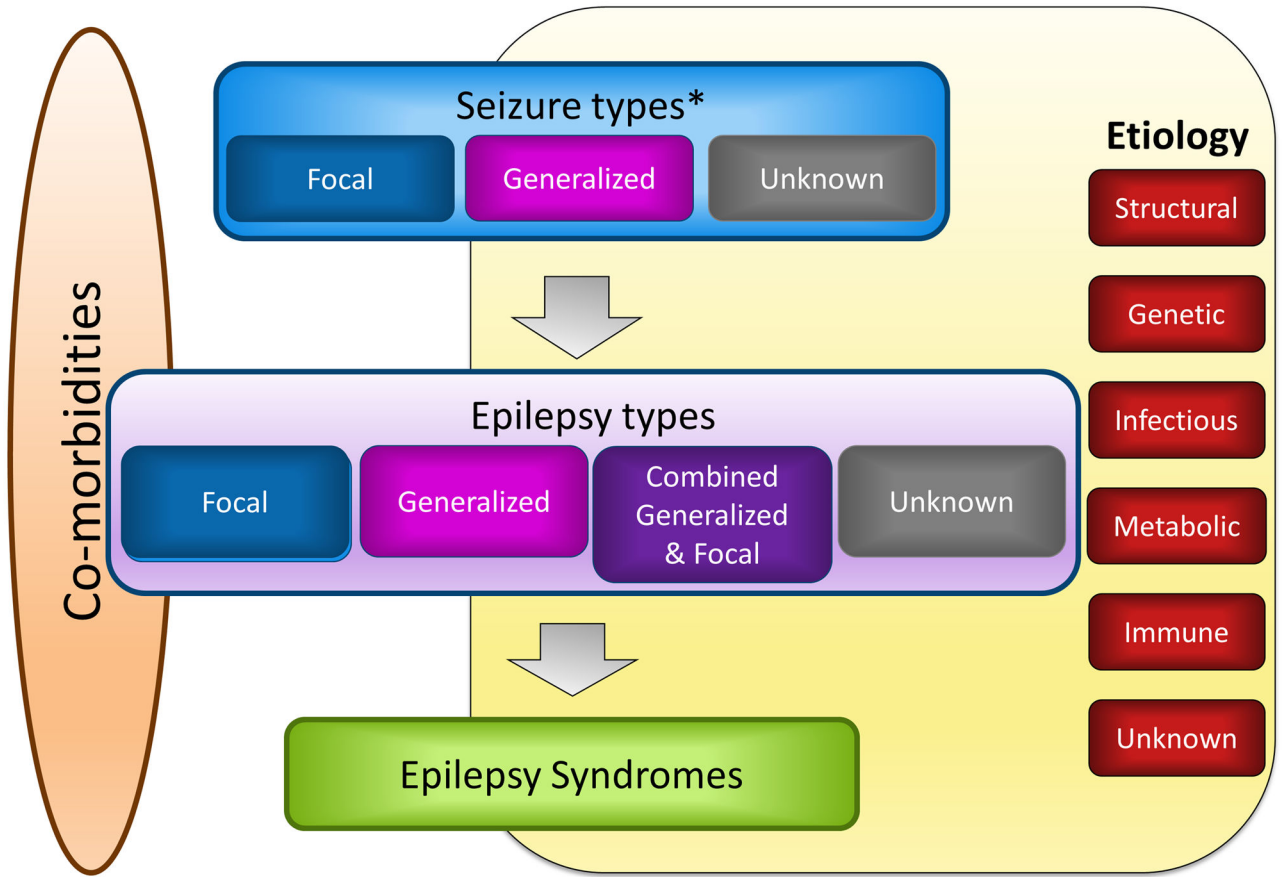 Seizure types*
Focal
Generalized
Unknown
Epilepsy types
Focal
Generalized
Combined
Generalized
& Focal
Unknown
Epilepsy Syndromes
Co-morbidities
Etiology
Structural
Genetic
Infectious
Metabolic
Immune
Unknown